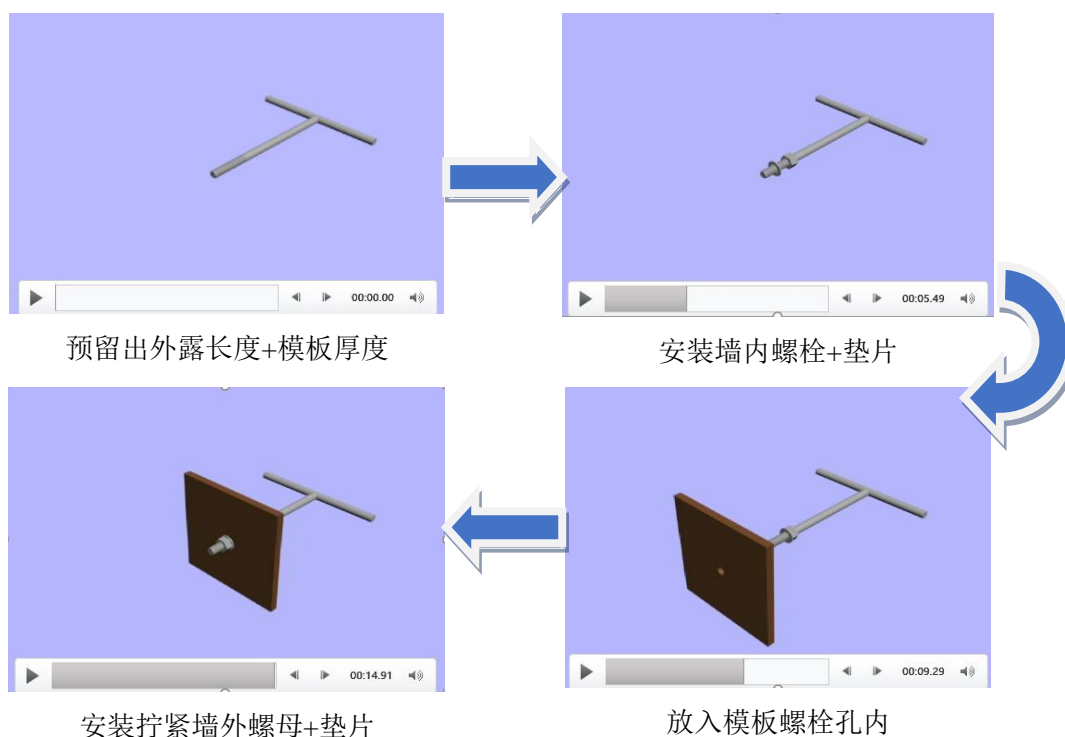 00:00.00
00:05.49
预留出外露长度+模板厚度
安装墙内螺栓+垫片
00:14.91
00:09.29
安装拧紧墙外螺母+垫片
放入模板螺栓孔内